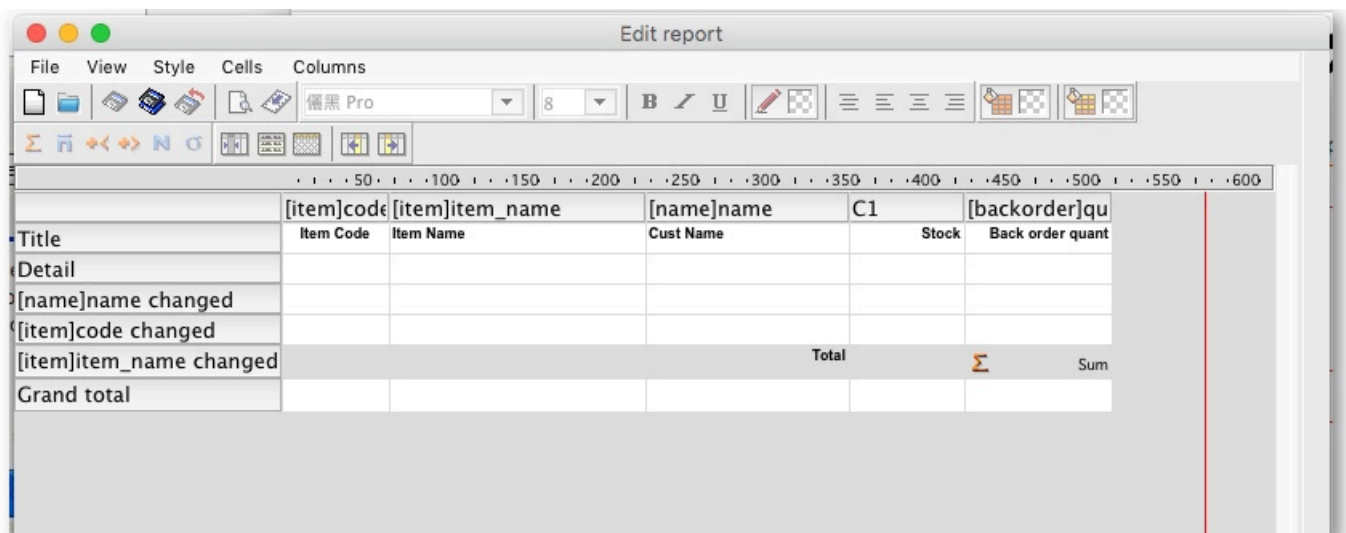 Edit report
File View Style Cells Columns
儷黑 Pro 8 B I U
Σ n N σ
50 100 150 200 250 300 350 400 450 500 550 600
[item]code [item]item_name [name]name C1 [backorder]qu
Title Item Code Item Name Cust Name Stock Back order quant
Detail
[name]name changed
[item]code changed
[item]item_name changed Total Σ Sum
Grand total